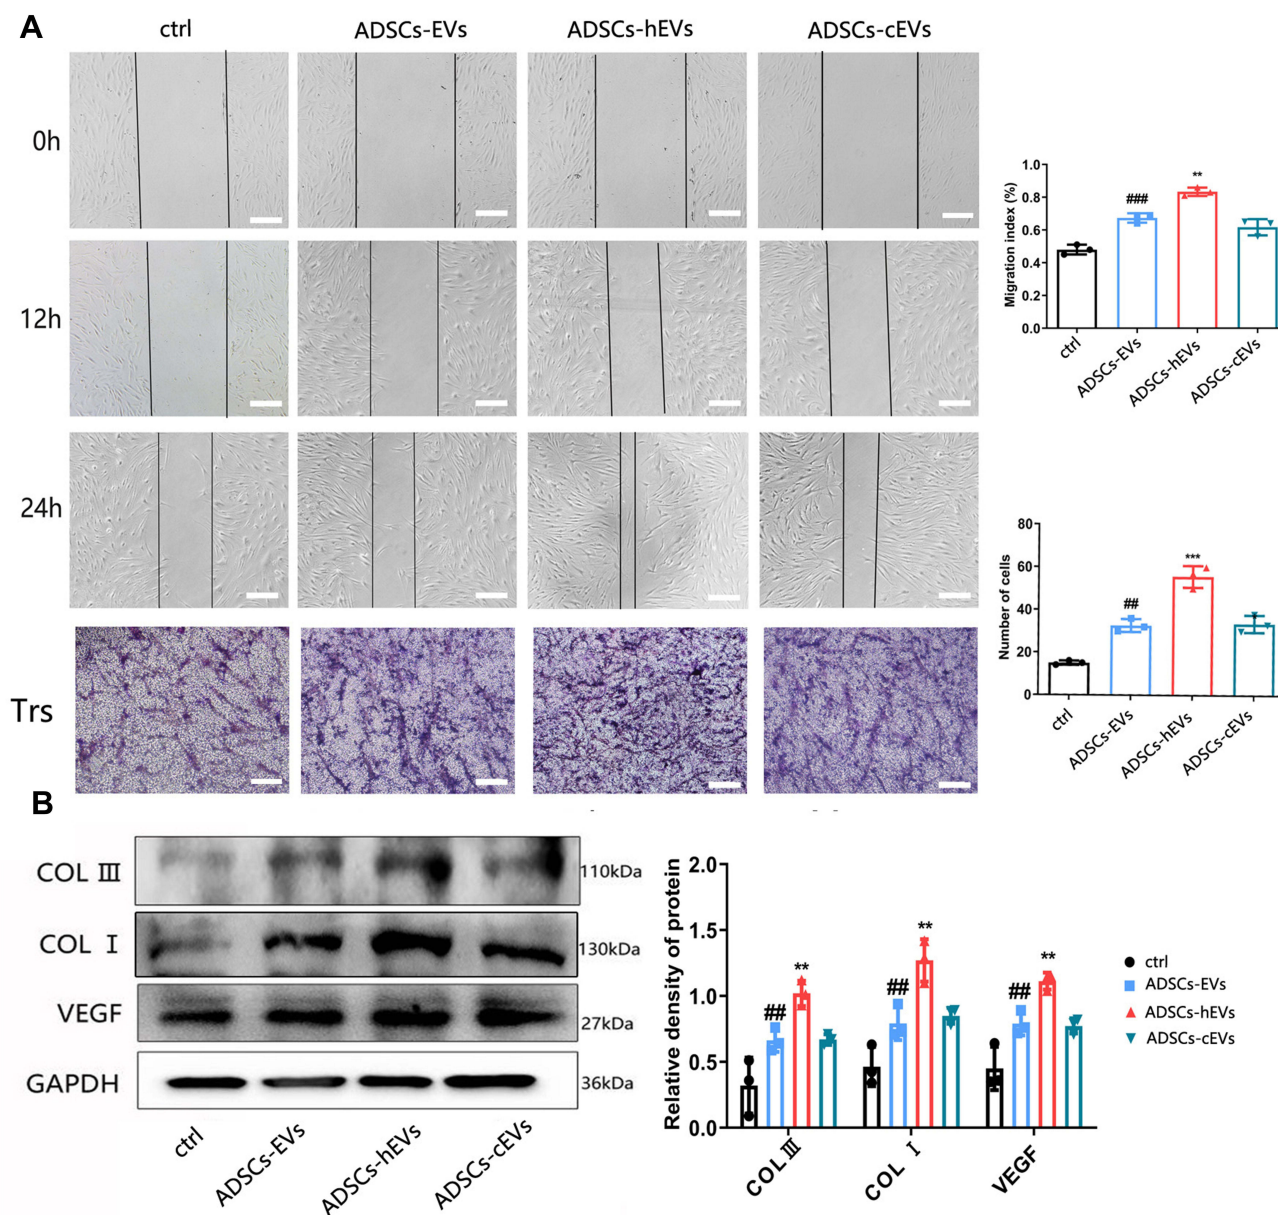 A
ctrl
ADSCs-EVs
ADSCs-hEVs
ADSCs-cEVs
0h
12h
24h
Trs
Migration index (%)
1.0
0.8
0.6
0.4
0.2
0.0
###
**
ctrl
ADSCs-EVs
ADSCs-hEVs
ADSCs-cEVs
Number of cells
80
60
40
20
0
##
***
ctrl
ADSCs-EVs
ADSCs-hEVs
ADSCs-cEVs
B
COL Ⅲ
110kDa
COL Ⅰ
130kDa
VEGF
27kDa
GAPDH
36kDa
ctrl
ADSCs-EVs
ADSCs-hEVs
ADSCs-cEVs
Relative density of protein
2.0
1.5
1.0
0.5
0.0
##
**
##
**
##
**
COL Ⅲ
COL Ⅰ
VEGF
ctrl
ADSCs-EVs
ADSCs-hEVs
ADSCs-cEVs